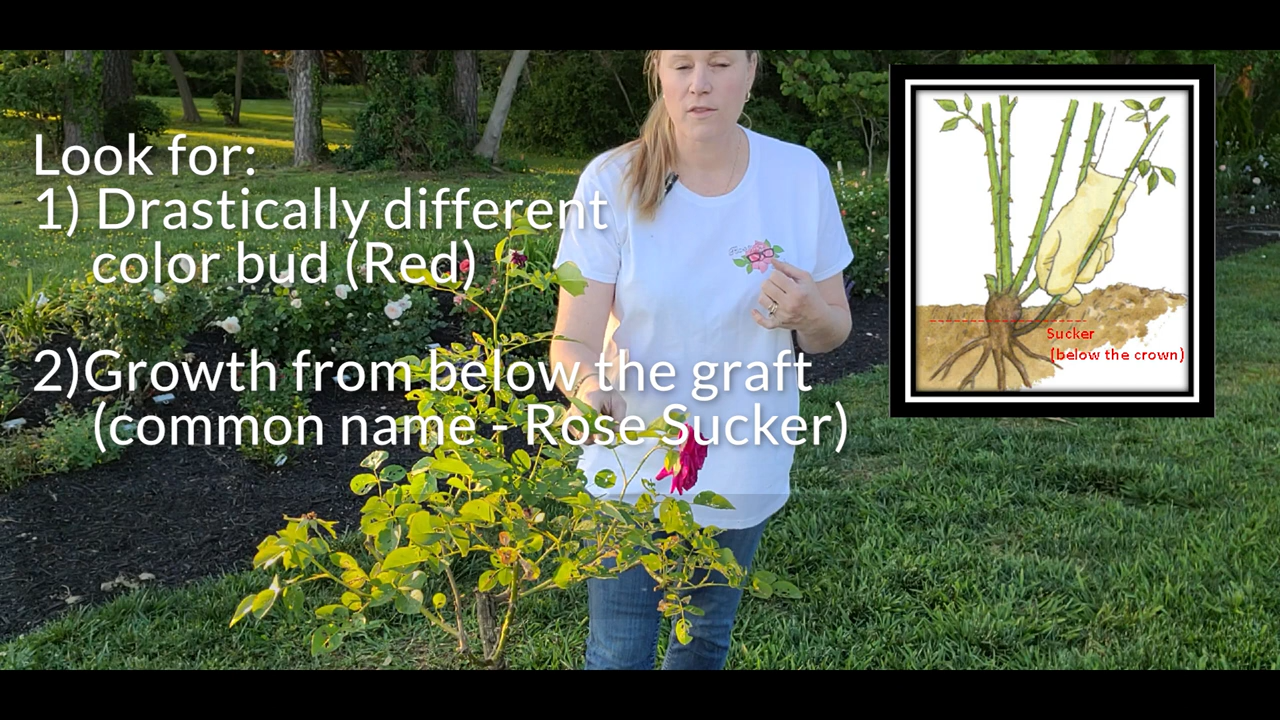 Look for:
1) Drastically different
color bud (Red)
2)Growth from below the graft
(common name - Rose Sucker)
Sucker
(below the crown)